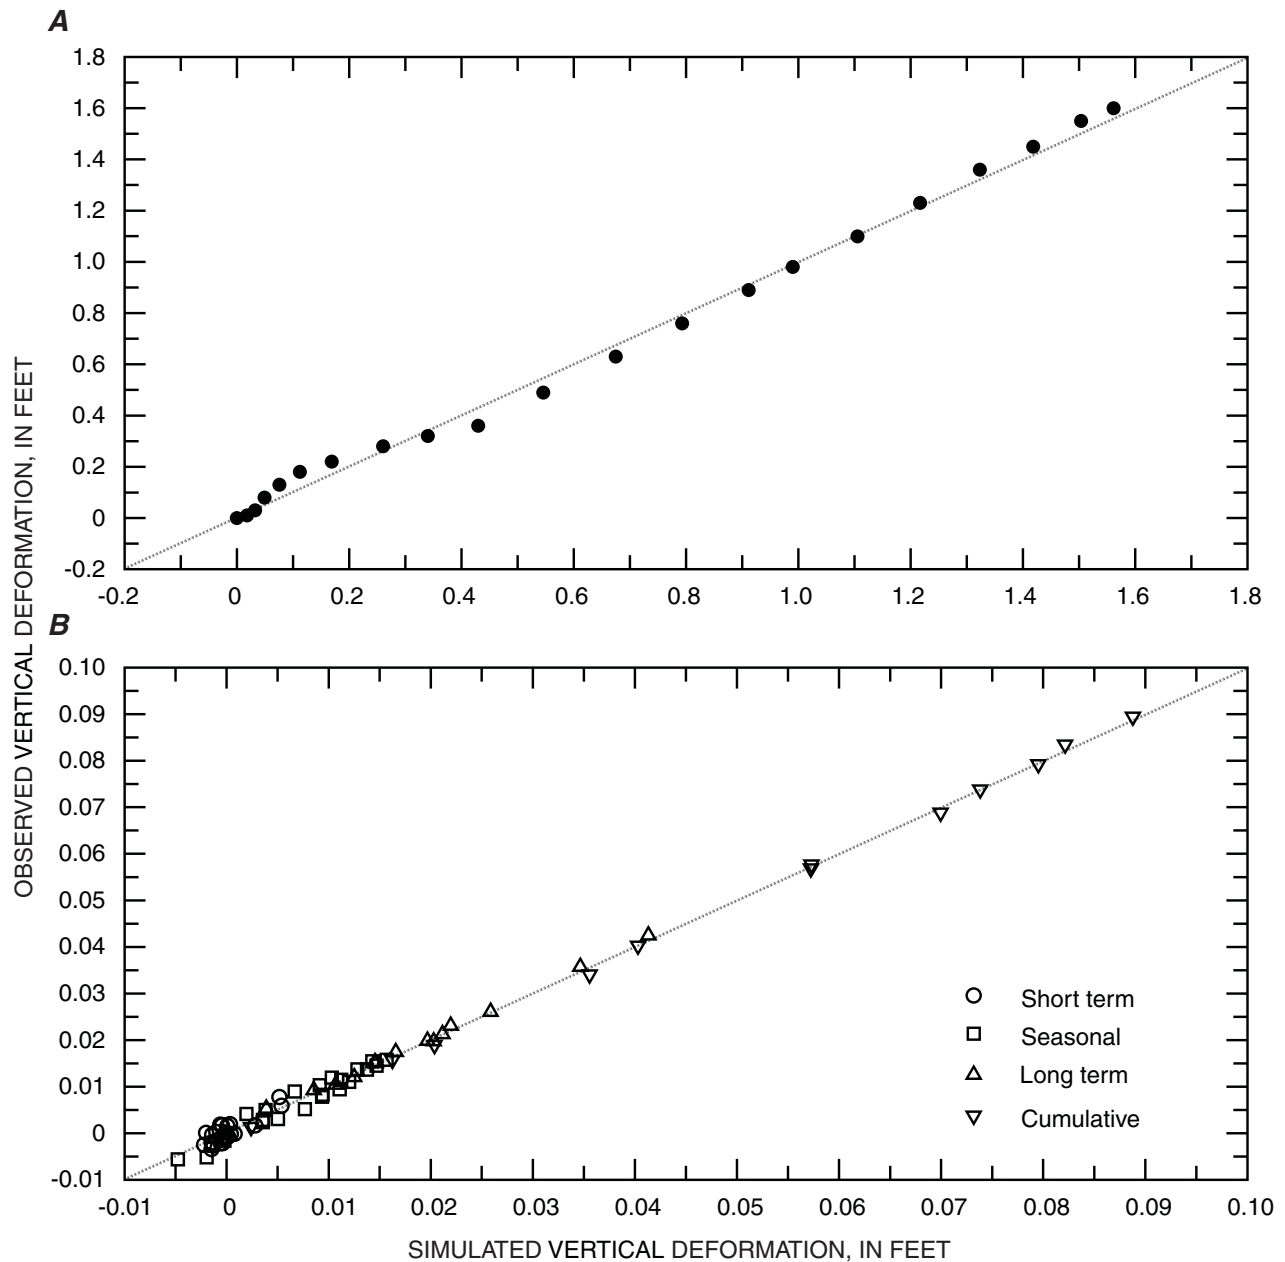 A
1.8
1.6
1.4
1.2
1.0
0.8
0.6
0.4
0.2
0
-0.2
-0.2 0 0.2 0.4 0.6 0.8 1.0 1.2 1.4 1.6 1.8
OBSERVED VERTICAL DEFORMATION, IN FEET
B
0.10
0.09
0.08
0.07
0.06
0.05
0.04
0.03
0.02
0.01
0
-0.01
Short term
Seasonal
Long term
Cumulative
-0.01 0 0.01 0.02 0.03 0.04 0.05 0.06 0.07 0.08 0.09 0.10
SIMULATED VERTICAL DEFORMATION, IN FEET